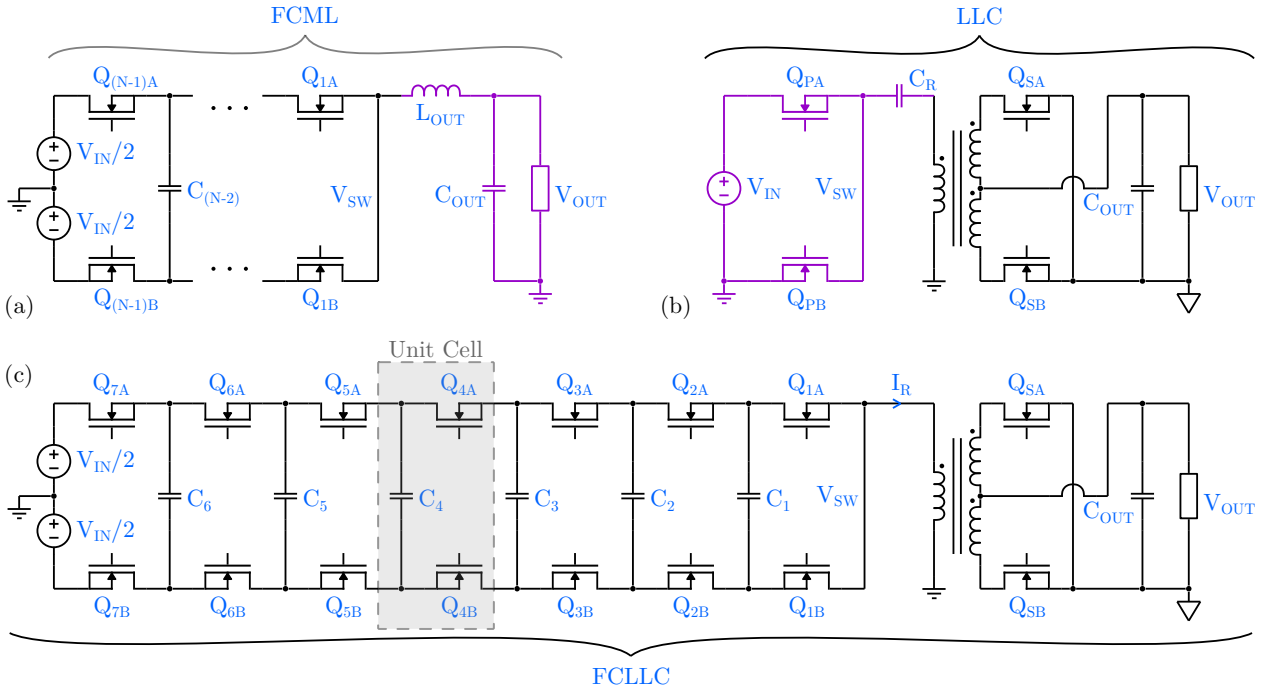 FCML
LLC
Q(N-1)A
Q1A
QPA
CR
QSA
LOUT
VIN/2
C(N-2)
VSW
COUT
VOUT
VIN
VSW
COUT
VOUT
VIN/2
(a)
Q(N-1)B
Q1B
(b)
QPB
QSB
Unit Cell
(c)
Q7A
Q6A
Q5A
Q4A
Q3A
Q2A
Q1A
IR
QSA
VIN/2
C6
C5
C4
C3
C2
C1
VSW
COUT
VOUT
VIN/2
Q7B
Q6B
Q5B
Q4B
Q3B
Q2B
Q1B
QSB
FCLLC